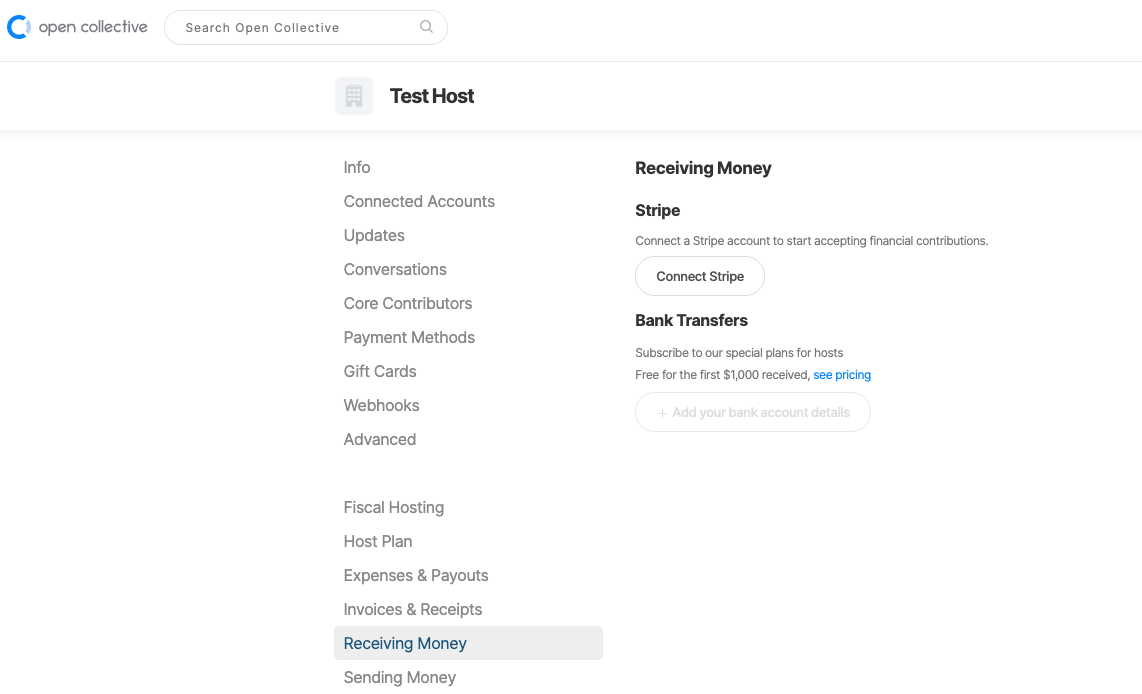 open collective
Search Open Collective
Test Host
Info
Connected Accounts
Updates
Conversations
Core Contributors
Payment Methods
Gift Cards
Webhooks
Advanced
Fiscal Hosting
Host Plan
Expenses & Payouts
Invoices & Receipts
Receiving Money
Sending Money
Receiving Money
Stripe
Connect a Stripe account to start accepting financial contributions.
Connect Stripe
Bank Transfers
Subscribe to our special plans for hosts
Free for the first $1,000 received, see pricing
+ Add your bank account details